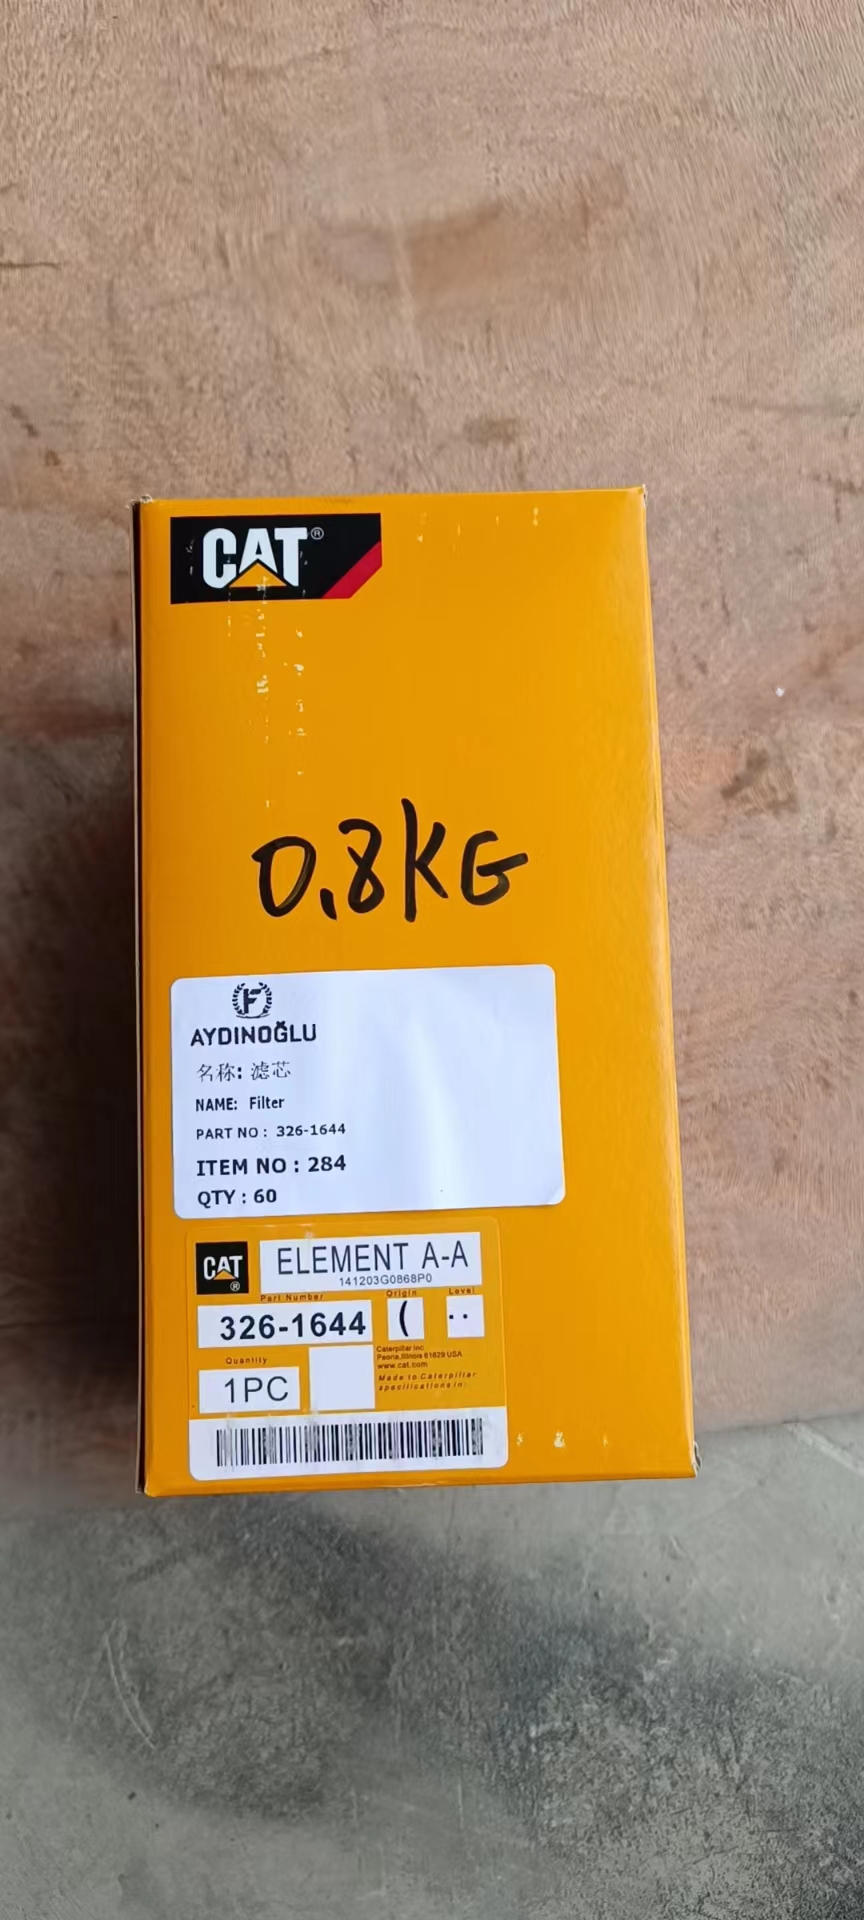 CAT®
0.8KG
F
AYDINOĞLU
名称: 滤芯
NAME: Filter
PART NO : 326-1644
ITEM NO : 284
QTY : 60
CAT®
ELEMENT A-A
141203G0868P0
Part Number
Origin
Level
326-1644
(
..
Quantity
1PC
Caterpillar Inc
Peoria,Illinois 61629 USA
www.cat.com
Made to Caterpillar
specifications in: